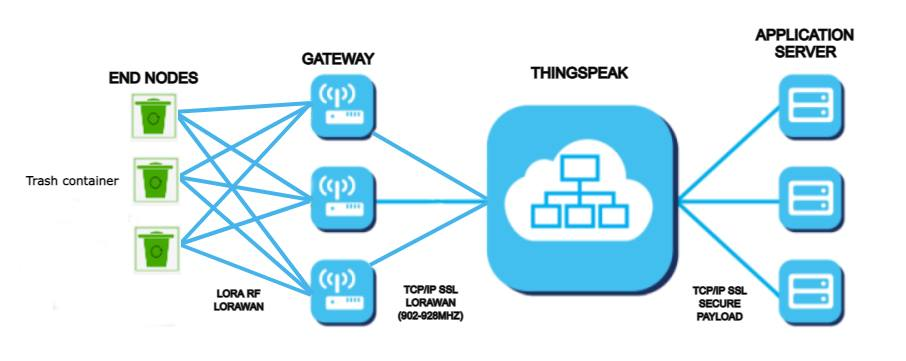 END NODES
GATEWAY
THINGSPEAK
APPLICATION
SERVER
Trash container
LORA RF
LORAWAN
TCP/IP SSL
LORAWAN
(902-928MHZ)
TCP/IP SSL
SECURE
PAYLOAD